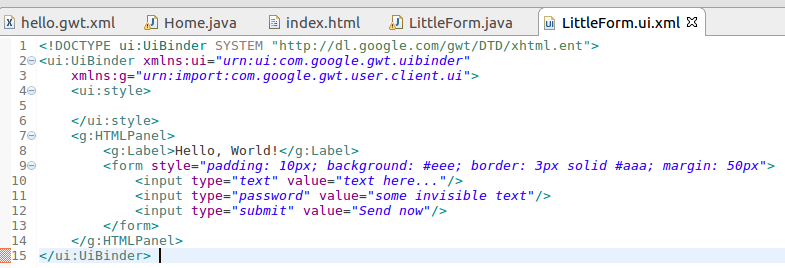 hello.gwt.xml Home.java index.html LittleForm.java LittleForm.ui.xml
1 <!DOCTYPE ui:UiBinder SYSTEM "http://dl.google.com/gwt/DTD/xhtml.ent">
2 <ui:UiBinder xmlns:ui="urn:ui:com.google.gwt.uibinder"
3     xmlns:g="urn:import:com.google.gwt.user.client.ui">
4     <ui:style>
5
6     </ui:style>
7     <g:HTMLPanel>
8         <g:Label>Hello, World!</g:Label>
9         <form style="padding: 10px; background: #eee; border: 3px solid #aaa; margin: 50px">
10             <input type="text" value="text here..."/>
11             <input type="password" value="some invisible text"/>
12             <input type="submit" value="Send now"/>
13         </form>
14     </g:HTMLPanel>
15 </ui:UiBinder>